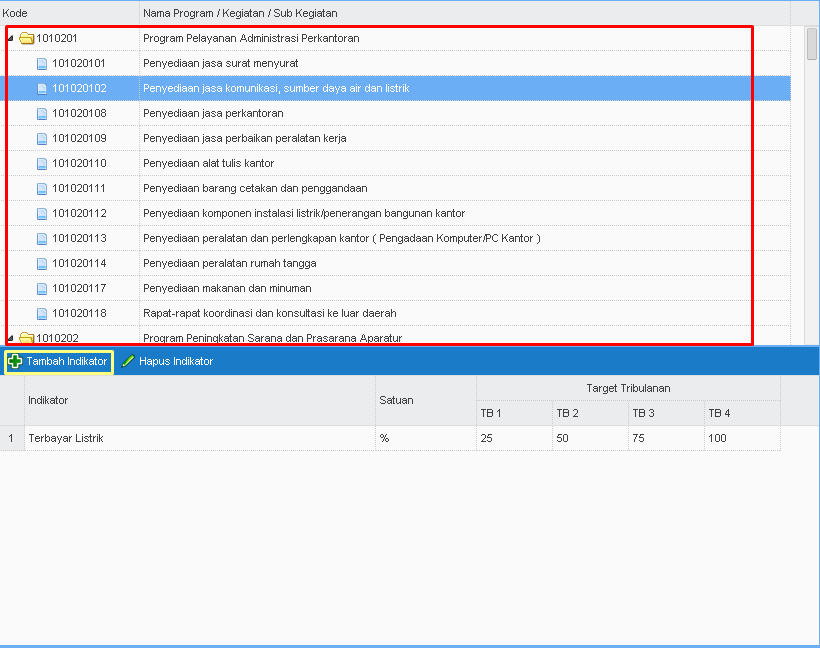 Kode Nama Program / Kegiatan / Sub Kegiatan
1010201 Program Pelayanan Administrasi Perkantoran
101020101 Penyediaan jasa surat menyurat
101020102 Penyediaan jasa komunikasi, sumber daya air dan listrik
101020108 Penyediaan jasa perkantoran
101020109 Penyediaan jasa perbaikan peralatan kerja
101020110 Penyediaan alat tulis kantor
101020111 Penyediaan barang cetakan dan penggandaan
101020112 Penyediaan komponen instalasi listrik/penerangan bangunan kantor
101020113 Penyediaan peralatan dan perlengkapan kantor ( Pengadaan Komputer/PC Kantor )
101020114 Penyediaan peralatan rumah tangga
101020117 Penyediaan makanan dan minuman
101020118 Rapat-rapat koordinasi dan konsultasi ke luar daerah
1010202 Program Peningkatan Sarana dan Prasarana Aparatur
Tambah Indikator Hapus Indikator
Indikator Satuan Target Tribulanan
TB 1 TB 2 TB 3 TB 4
1 Terbayar Listrik % 25 50 75 100